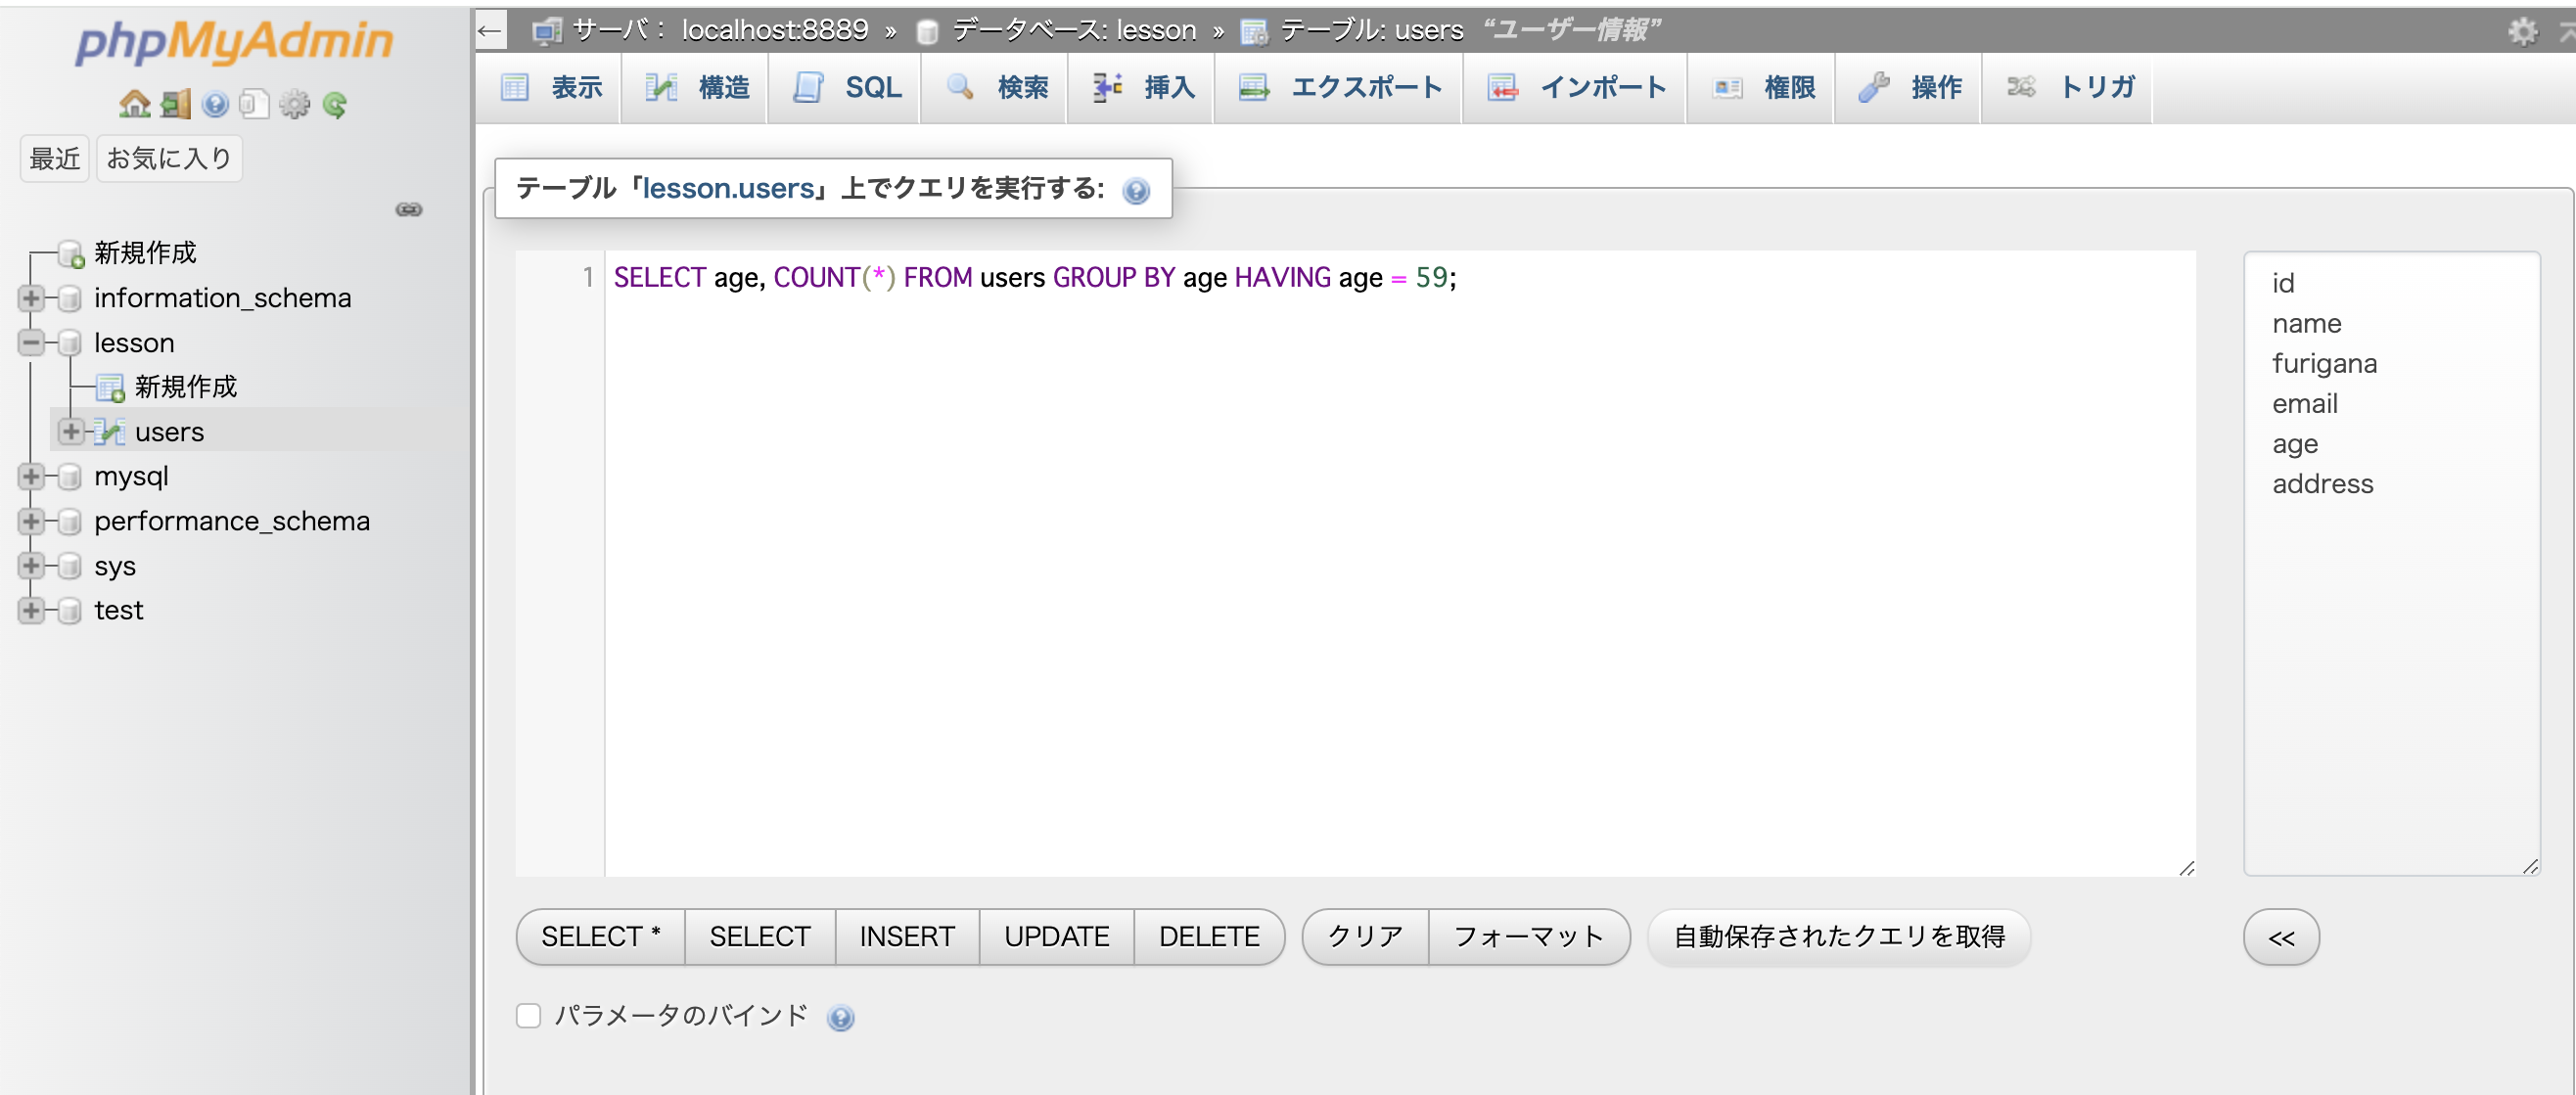 phpMyAdmin
最近 お気に入り
新規作成
information_schema
lesson
新規作成
users
mysql
performance_schema
sys
test
← サーバ： localhost:8889 » データベース: lesson » テーブル: users “ユーザー情報”
表示 構造 SQL 検索 挿入 エクスポート インポート 権限 操作 トリガ
テーブル「lesson.users」上でクエリを実行する:
1 SELECT age, COUNT(*) FROM users GROUP BY age HAVING age = 59;
id
name
furigana
email
age
address
SELECT * SELECT INSERT UPDATE DELETE クリア フォーマット 自動保存されたクエリを取得 <<
パラメータのバインド